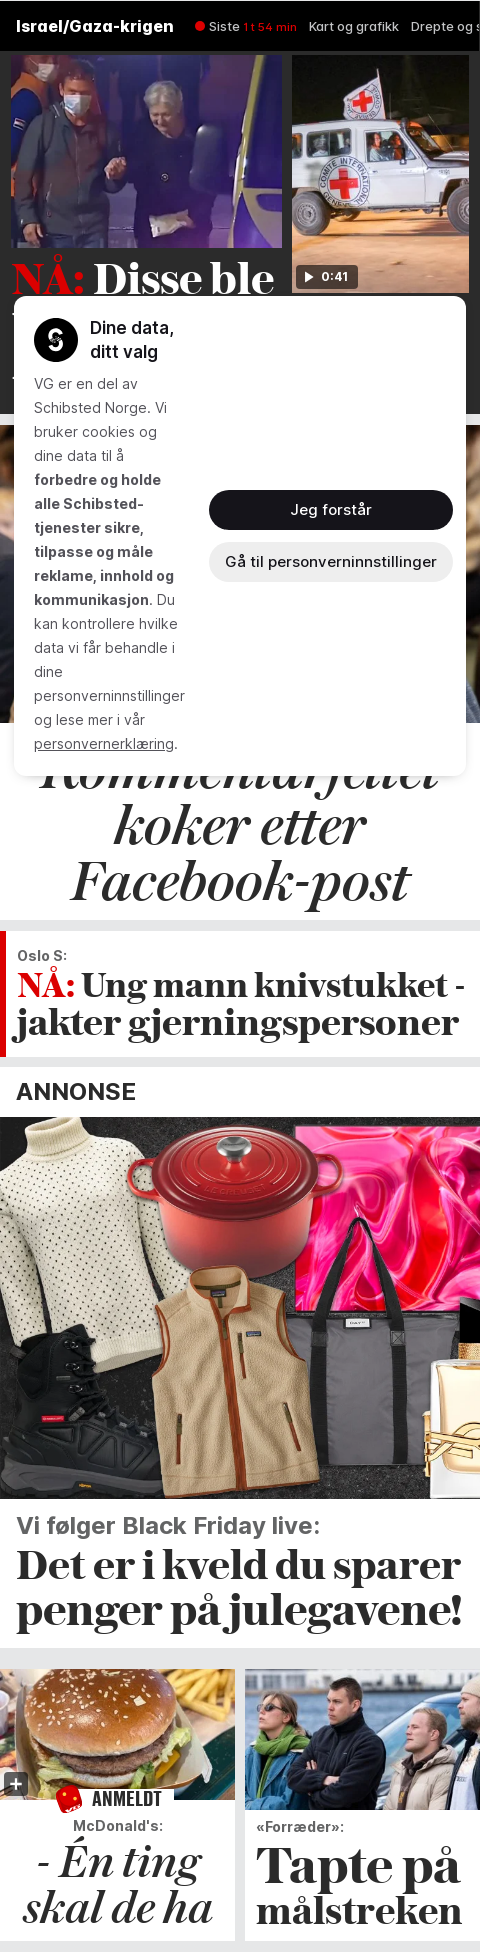 Israel/Gaza-krigen
Siste 1 t 54 min
Kart og grafikk
Drepte og s
COMITE INTERNATIONAL GENEVE
0:41
NÅ: Disse ble
Dine data,
ditt valg
VG er en del av
Schibsted Norge. Vi
bruker cookies og
dine data til å
forbedre og holde
alle Schibsted-
tjenester sikre,
tilpasse og måle
reklame, innhold og
kommunikasjon. Du
kan kontrollere hvilke
data vi får behandle i
dine
personverninnstillinger
og lese mer i vår
personvernerklæring.
Jeg forstår
Gå til personverninnstillinger
Kommentarfeltet
koker etter
Facebook-post
Oslo S:
NÅ: Ung mann knivstukket -
jakter gjerningspersoner
ANNONSE
Vi følger Black Friday live:
Det er i kveld du sparer
penger på julegavene!
ANMELDT
McDonald's:
- Én ting
skal de ha
«Forræder»:
Tapte på
målstreken